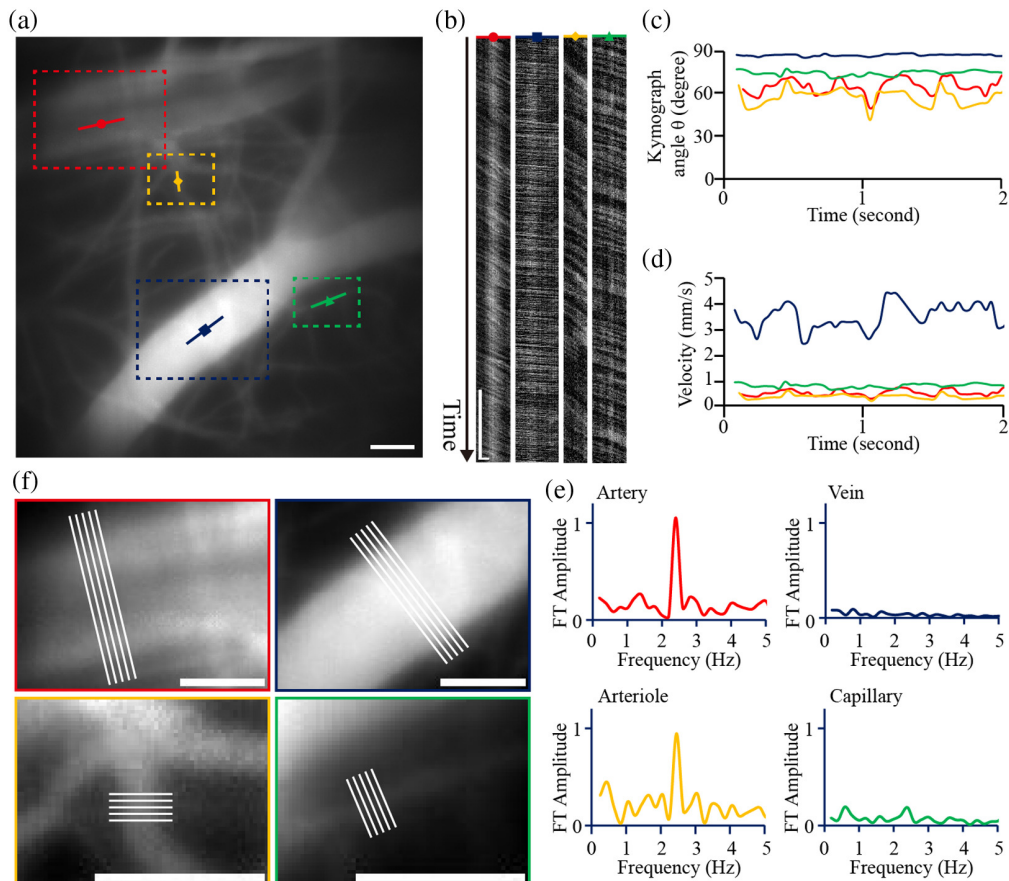 (a)
(b)
Time
(c)
Kymograph
angle θ (degree)
90
60
30
0
0
1
2
Time (second)
(d)
Velocity (mm/s)
5
4
3
2
1
0
0
1
2
Time (second)
(f)
(e)
Artery
FT Amplitude
1
0
0 1 2 3 4 5
Frequency (Hz)
Vein
FT Amplitude
1
0
0 1 2 3 4 5
Frequency (Hz)
Arteriole
FT Amplitude
1
0
0 1 2 3 4 5
Frequency (Hz)
Capillary
FT Amplitude
1
0
0 1 2 3 4 5
Frequency (Hz)